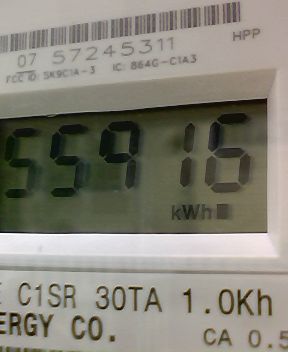 07 57245311
HPP
FCC ID: SK9C1A-3 IC: 864G-C1A3
55916
kWh
C1SR 30TA 1.0Kh
ERGY CO.
CA 0.5